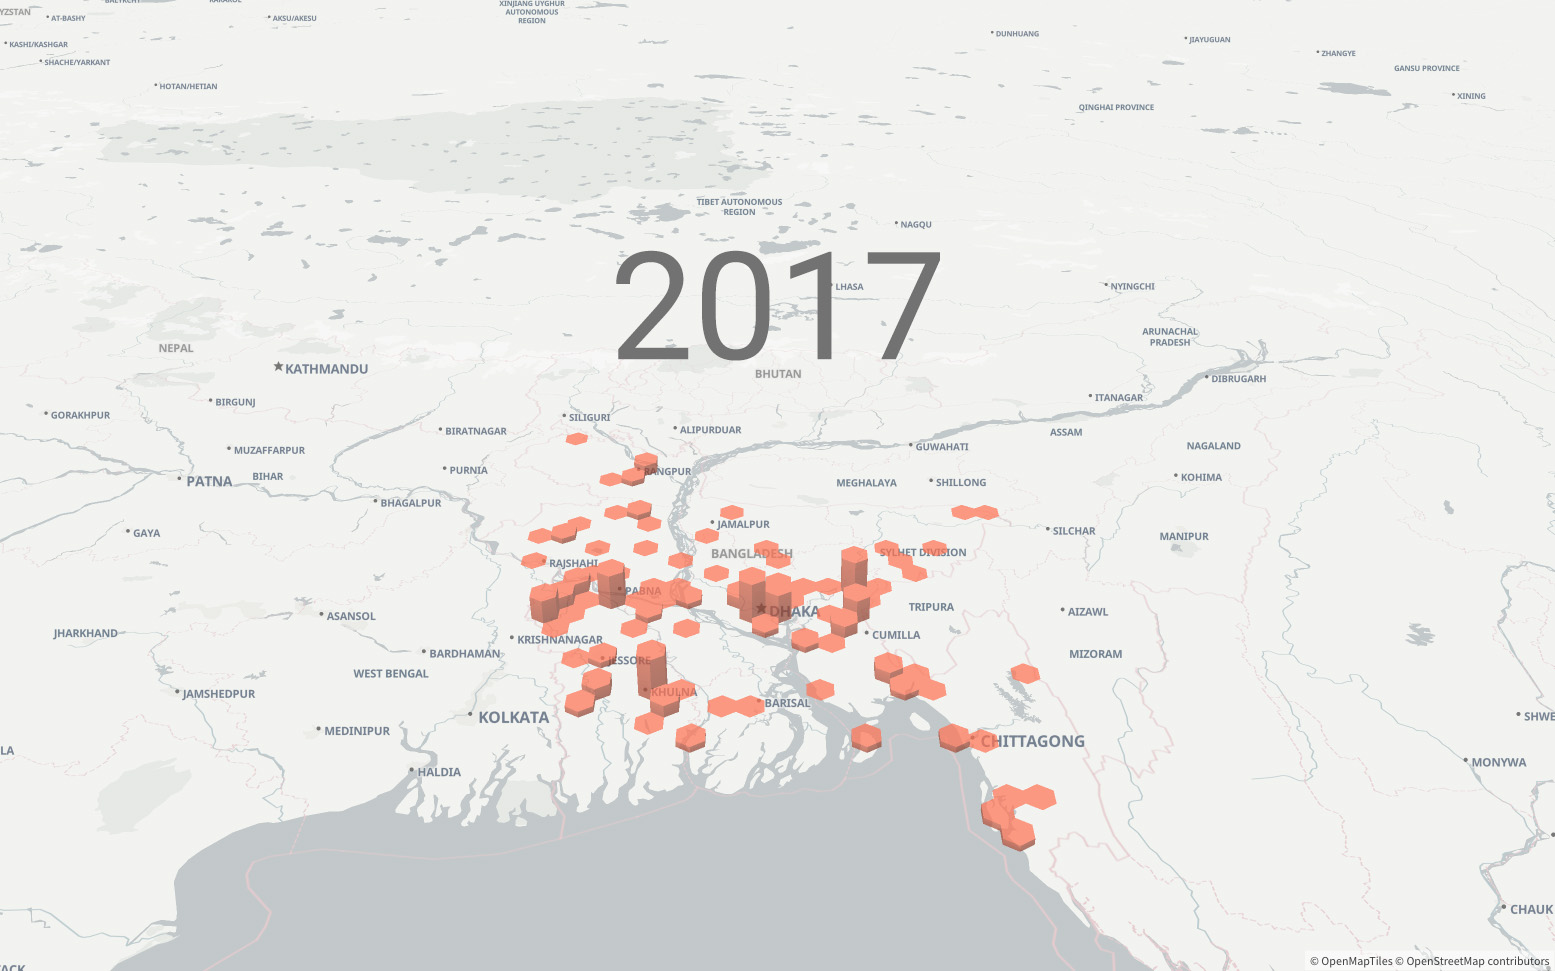 XINJIANG UYGHUR
AUTONOMOUS
REGION
AT-BASHY
AKSU/AKESU
DUNHUANG
JIAYUGUAN
KASHI/KASHGAR
ZHANGYE
SHACHE/YARKANT
GANSU PROVINCE
HOTAN/HETIAN
XINING
QINGHAI PROVINCE
TIBET AUTONOMOUS
REGION
NAGQU
2017
LHASA
NYINGCHI
ARUNACHAL
PRADESH
NEPAL
KATHMANDU
BHUTAN
DIBRUGARH
BIRGUNJ
ITANAGAR
GORAKHPUR
SILIGURI
BIRATNAGAR
ALIPURDUAR
ASSAM
MUZAFFARPUR
GUWAHATI
NAGALAND
PURNIA
RANGPUR
PATNA
BIHAR
MEGHALAYA
SHILLONG
KOHIMA
BHAGALPUR
JAMALPUR
GAYA
SILCHAR
MANIPUR
BANGLADESH
SYLHET DIVISION
RAJSHAHI
PABNA
TRIPURA
DHAKA
AIZAWL
ASANSOL
JHARKHAND
KRISHNANAGAR
CUMILLA
BARDHAMAN
JESSORE
MIZORAM
WEST BENGAL
JAMSHEDPUR
KHULNA
BARISAL
KOLKATA
SHWE
MEDINIPUR
CHITTAGONG
LA
MONYWA
HALDIA
CHAUK
TACK
© OpenMapTiles © OpenStreetMap contributors